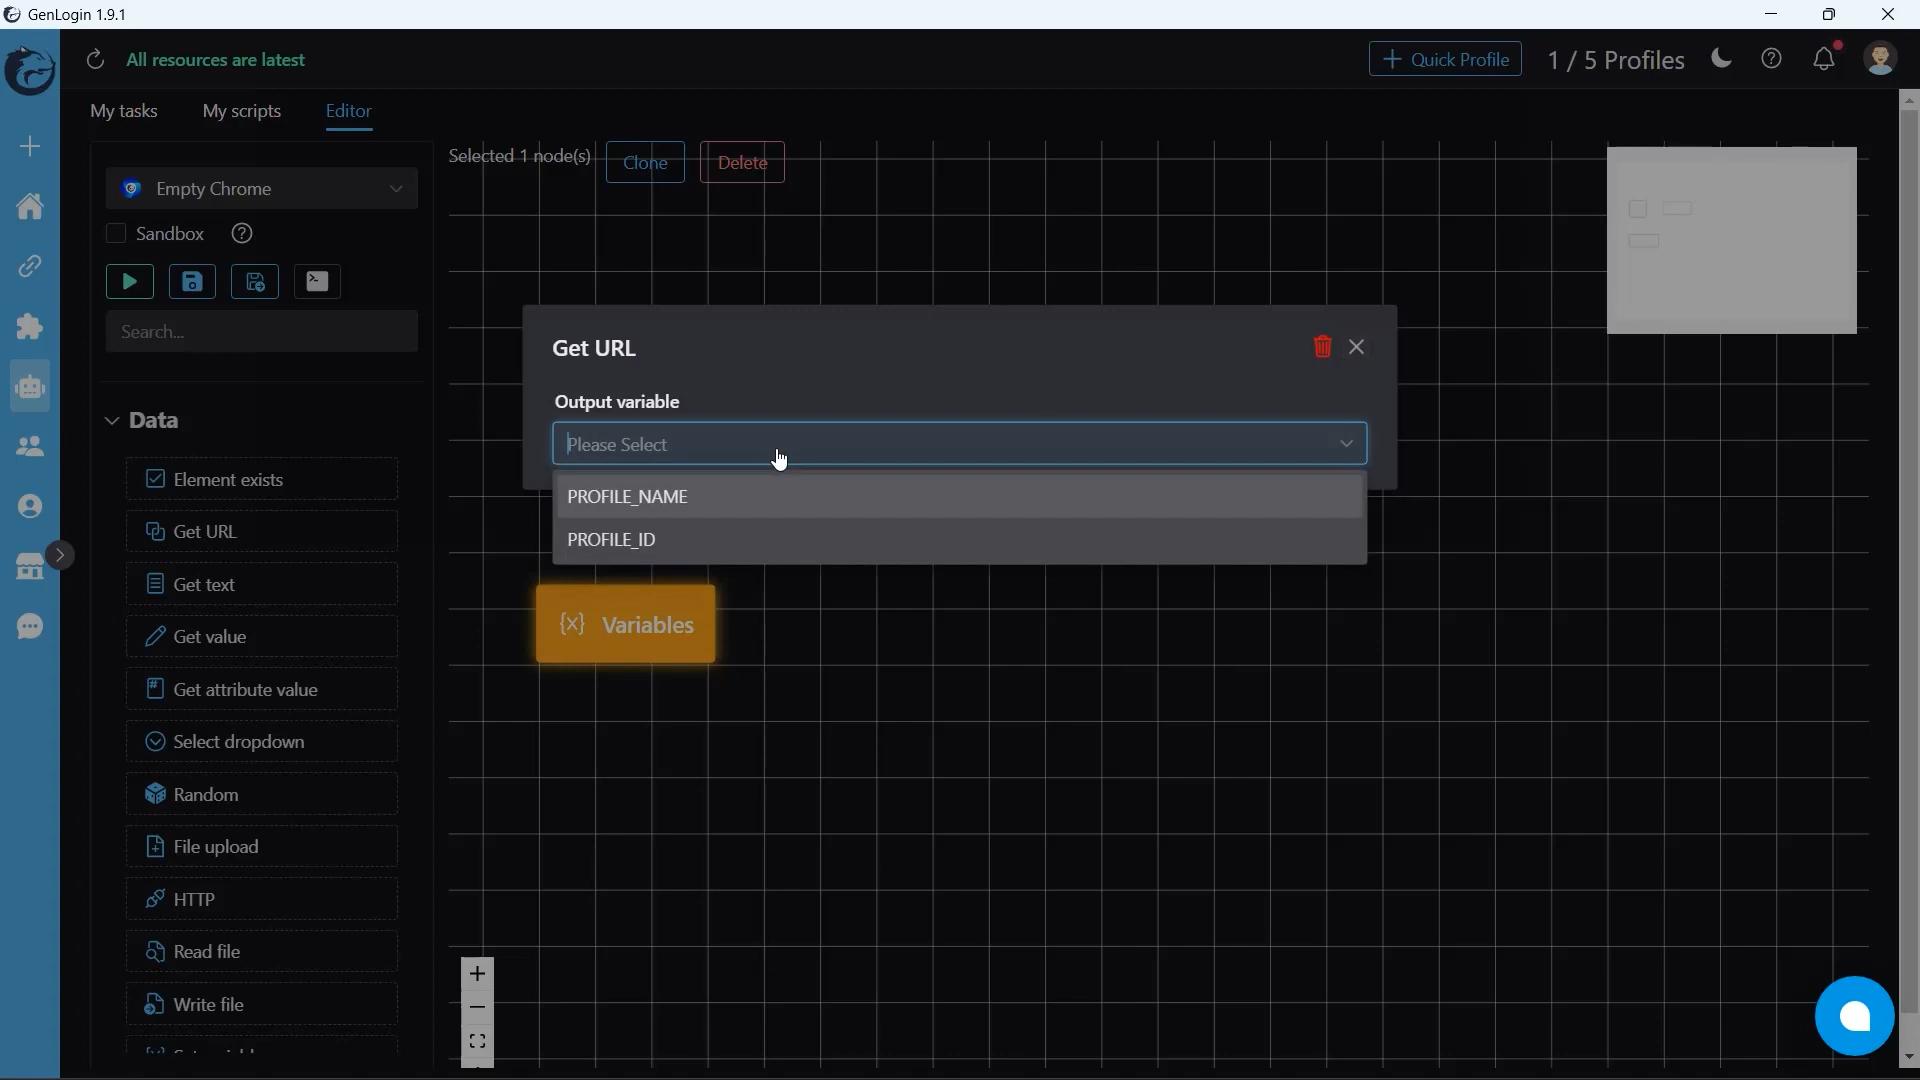 GenLogin 1.9.1
All resources are latest
Quick Profile
1 / 5 Profiles
My tasks
My scripts
Editor
Empty Chrome
Selected 1 node(s)
Clone
Delete
Sandbox
Search...
Get URL
Output variable
Please Select
PROFILE_NAME
PROFILE_ID
{x} Variables
Data
Element exists
Get URL
Get text
Get value
Get attribute value
Select dropdown
Random
File upload
HTTP
Read file
Write file